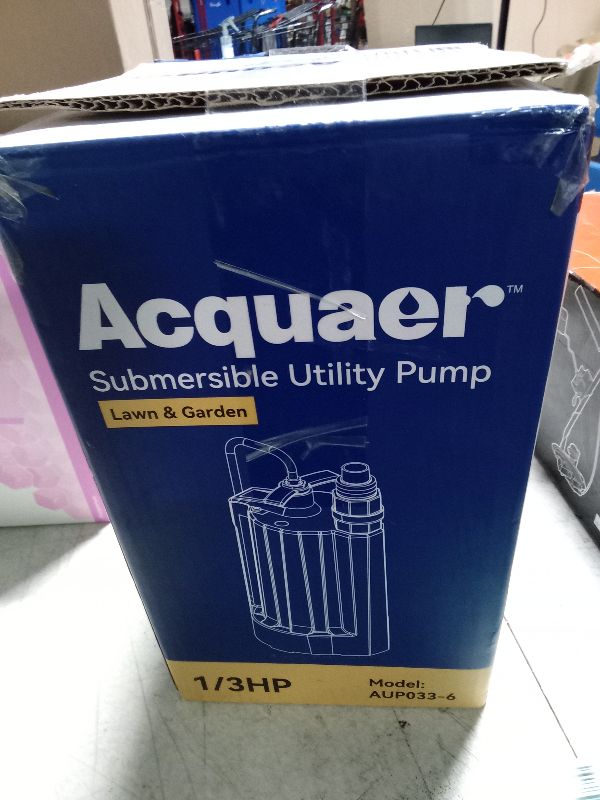 Acquaer™
Submersible Utility Pump
Lawn & Garden
1/3HP
Model:
AUP033-6